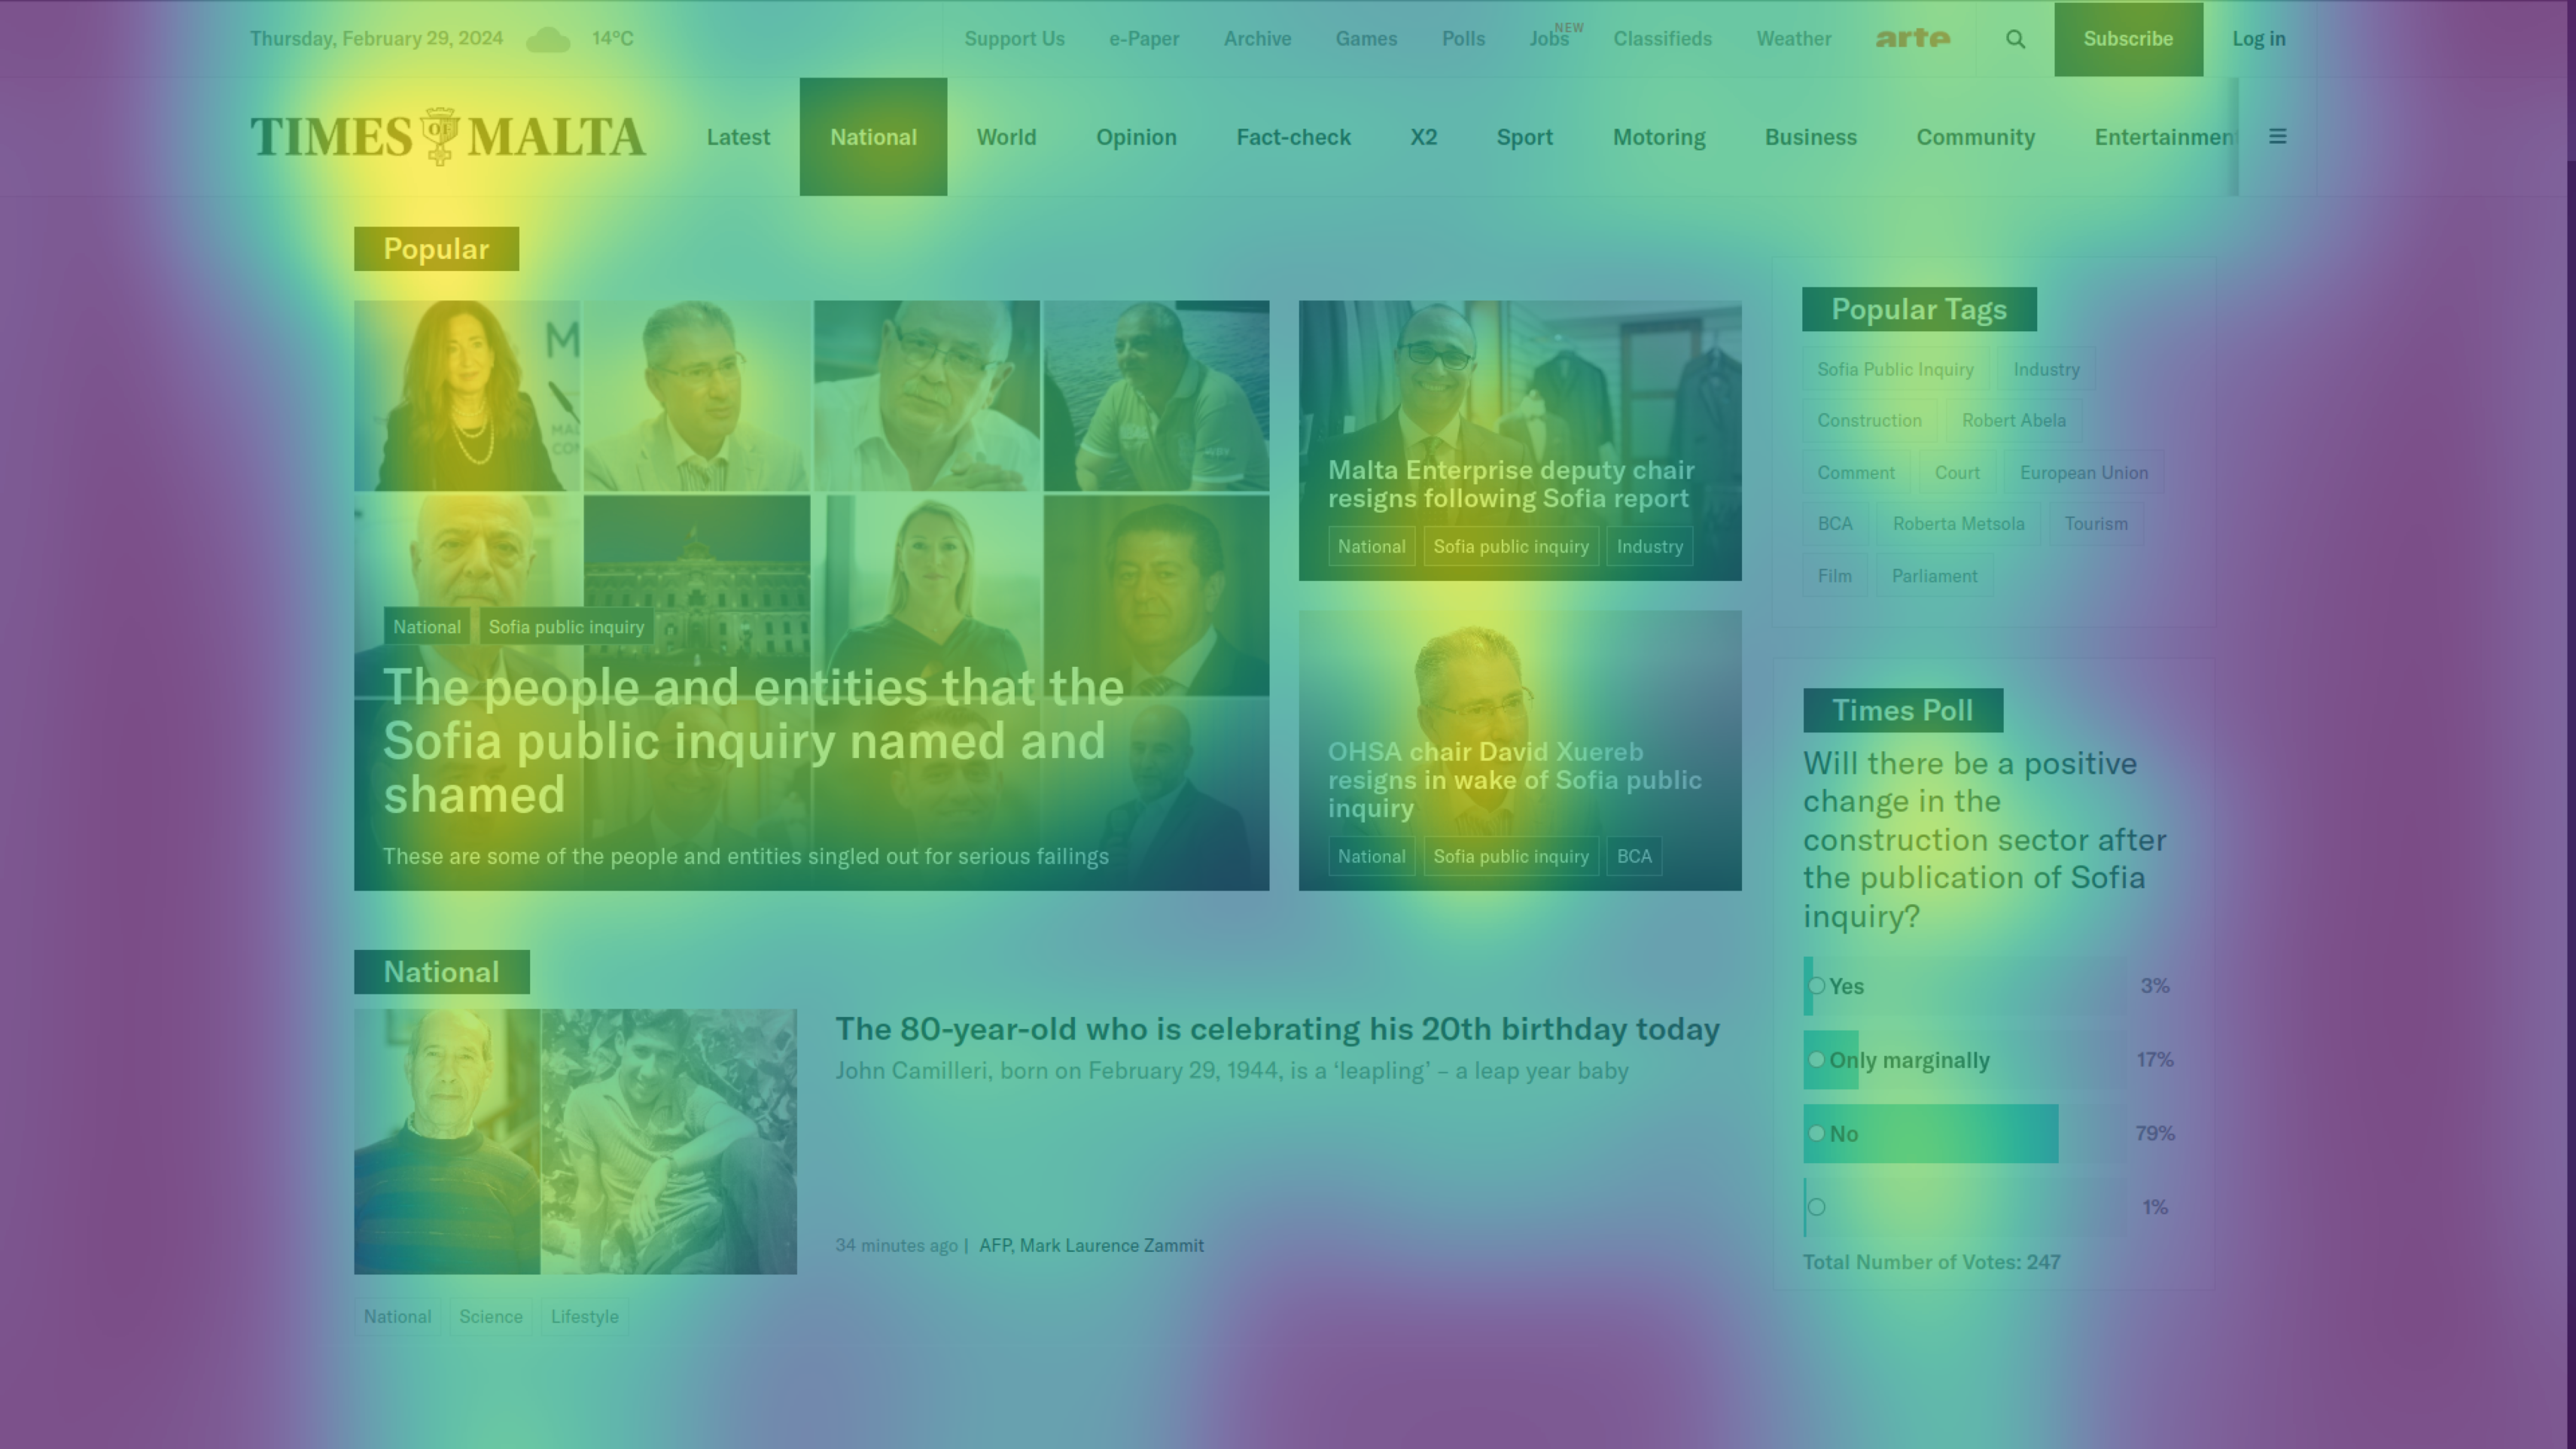 Thursday, February 29, 2024 14°C Support Us e-Paper Archive Games Polls Jobs NEW Classifieds Weather arte Subscribe Log in
TIMES OF MALTA Latest National World Opinion Fact-check X2 Sport Motoring Business Community Entertainment
Popular
National Sofia public inquiry
The people and entities that the
Sofia public inquiry named and
shamed
These are some of the people and entities singled out for serious failings
Malta Enterprise deputy chair
resigns following Sofia report
National Sofia public inquiry Industry
OHSA chair David Xuereb
resigns in wake of Sofia public
inquiry
National Sofia public inquiry BCA
Popular Tags
Sofia Public Inquiry Industry
Construction Robert Abela
Comment Court European Union
BCA Roberta Metsola Tourism
Film Parliament
Times Poll
Will there be a positive
change in the
construction sector after
the publication of Sofia
inquiry?
Yes 3%
Only marginally 17%
No 79%
1%
Total Number of Votes: 247
National
The 80-year-old who is celebrating his 20th birthday today
John Camilleri, born on February 29, 1944, is a ‘leapling’ – a leap year baby
34 minutes ago | AFP, Mark Laurence Zammit
National Science Lifestyle